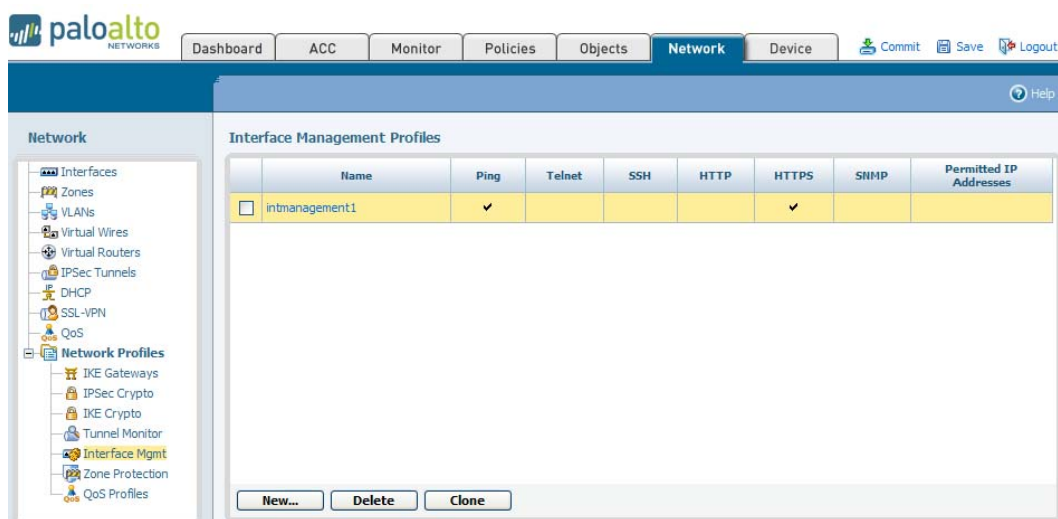 paloalto
NETWORKS
Dashboard ACC Monitor Policies Objects Network Device Commit Save Logout
Help
Network
Interfaces
Zones
VLANs
Virtual Wires
Virtual Routers
IPSec Tunnels
DHCP
SSL-VPN
QoS
Network Profiles
IKE Gateways
IPSec Crypto
IKE Crypto
Tunnel Monitor
Interface Mgmt
Zone Protection
QoS Profiles
Interface Management Profiles
Name Ping Telnet SSH HTTP HTTPS SNMP Permitted IP Addresses
intmanagement1
New... Delete Clone